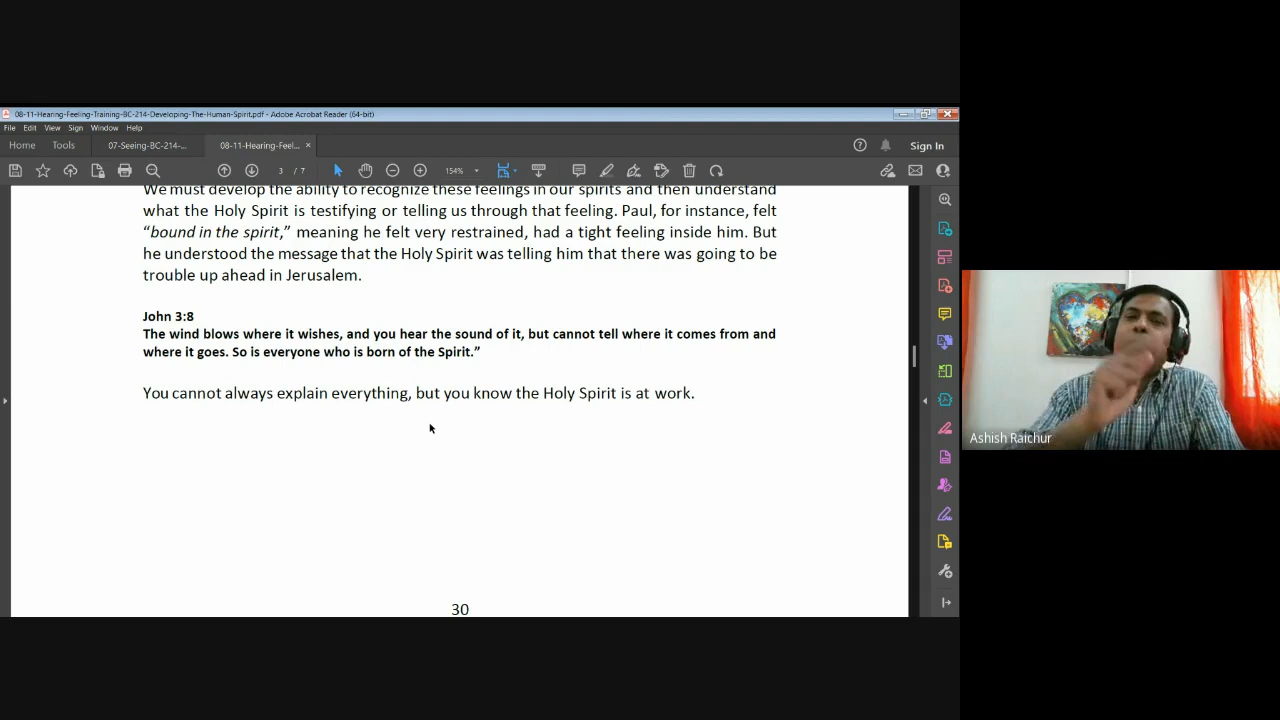 08-11-Hearing-Feeling-Training-BC-214-Developing-The-Human-Spirit.pdf - Adobe Acrobat Reader (64-bit)
File Edit View Sign Window Help
Home Tools 07-Seeing-BC-214-... 08-11-Hearing-Feel... × Sign In
3 / 7 154%
We must develop the ability to recognize these feelings in our spirits and then understand
what the Holy Spirit is testifying or telling us through that feeling. Paul, for instance, felt
“bound in the spirit,” meaning he felt very restrained, had a tight feeling inside him. But
he understood the message that the Holy Spirit was telling him that there was going to be
trouble up ahead in Jerusalem.
John 3:8
The wind blows where it wishes, and you hear the sound of it, but cannot tell where it comes from and
where it goes. So is everyone who is born of the Spirit.”
You cannot always explain everything, but you know the Holy Spirit is at work.
30
Ashish Raichur